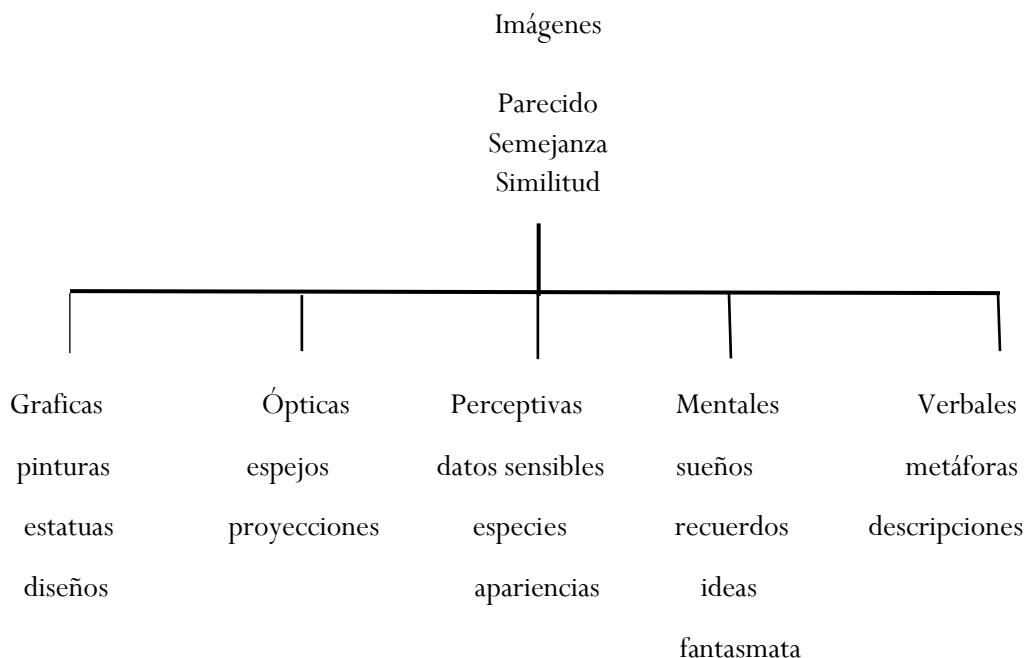 Imágenes
Parecido
Semejanza
Similitud
Graficas Ópticas Perceptivas Mentales Verbales
pinturas espejos datos sensibles sueños metáforas
estatuas proyecciones especies recuerdos descripciones
diseños apariencias ideas
fantasmata